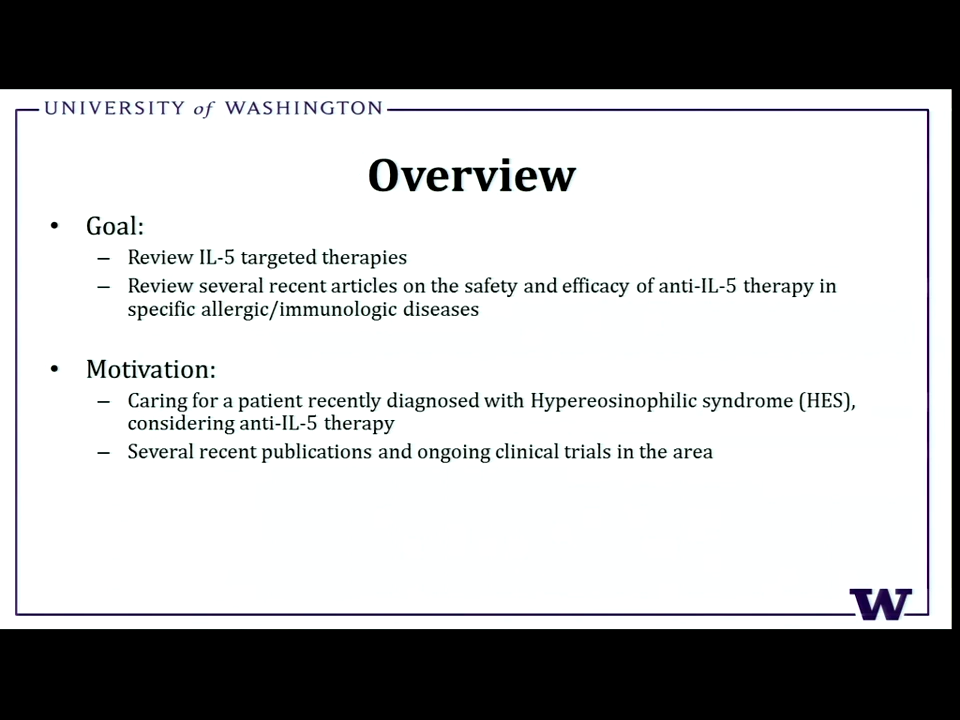 UNIVERSITY of WASHINGTON
Overview
• Goal:
– Review IL-5 targeted therapies
– Review several recent articles on the safety and efficacy of anti-IL-5 therapy in
specific allergic/immunologic diseases
• Motivation:
– Caring for a patient recently diagnosed with Hypereosinophilic syndrome (HES),
considering anti-IL-5 therapy
– Several recent publications and ongoing clinical trials in the area
W